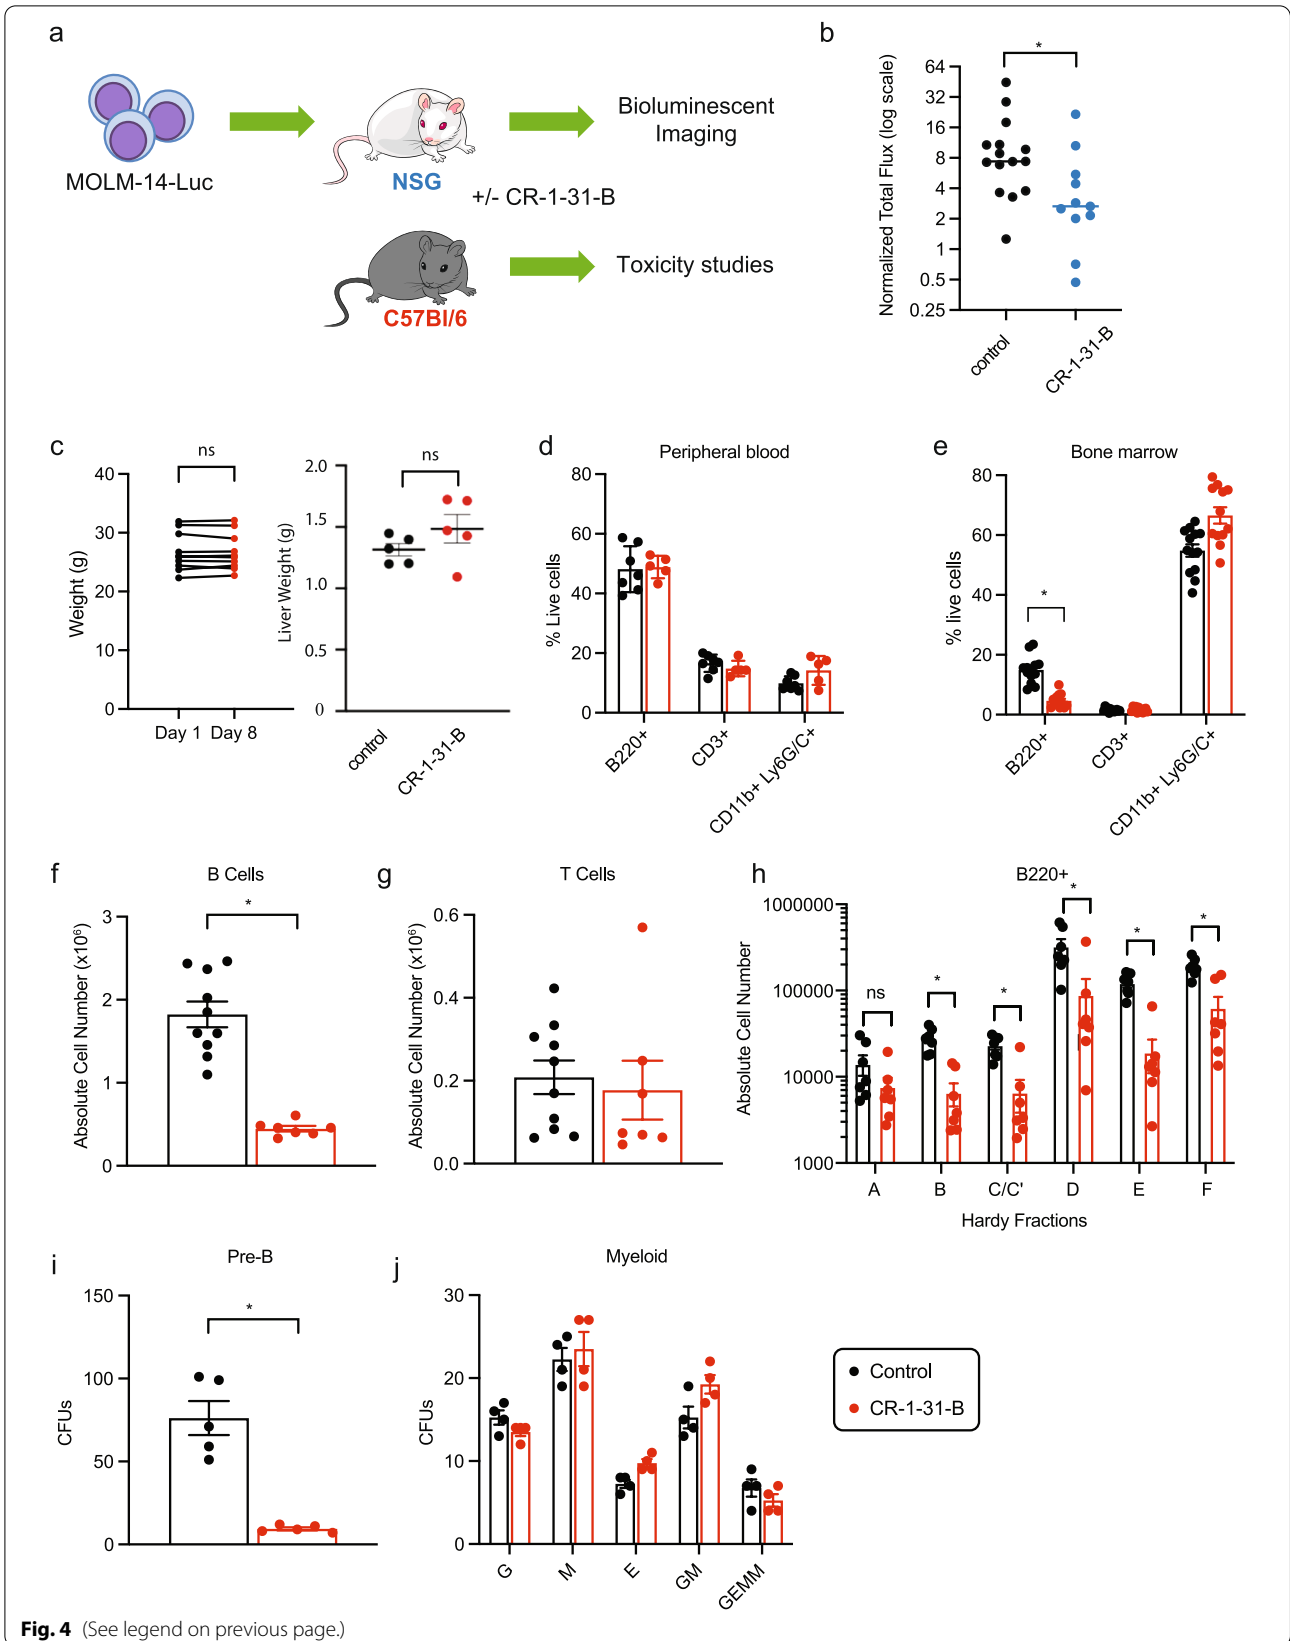 a
MOLM-14-Luc
NSG
+/- CR-1-31-B
C57Bl/6
Bioluminescent
Imaging
Toxicity studies
b
*
Normalized Total Flux (log scale)
64
32
16
8
4
2
1
0.5
0.25
control
CR-1-31-B
c
ns
Weight (g)
40
30
20
10
0
Day 1 Day 8
ns
Liver Weight (g)
2.0
1.5
1.0
0.5
0
control
CR-1-31-B
d
Peripheral blood
% Live cells
80
60
40
20
0
B220+
CD3+
CD11b+ Ly6G/C+
e
Bone marrow
% live cells
80
60
40
20
0
*
B220+
CD3+
CD11b+ Ly6G/C+
f
B Cells
*
Absolute Cell Number (x10⁶)
3
2
1
0
g
T Cells
Absolute Cell Number (x10⁶)
0.6
0.4
0.2
0.0
h
B220+
Absolute Cell Number
1000000
100000
10000
1000
ns
*
*
*
*
*
A B C/C' D E F
Hardy Fractions
i
Pre-B
*
CFUs
150
100
50
0
j
Myeloid
CFUs
30
20
10
0
G
M
E
GM
GEMM
Control
CR-1-31-B
Fig. 4 (See legend on previous page.)